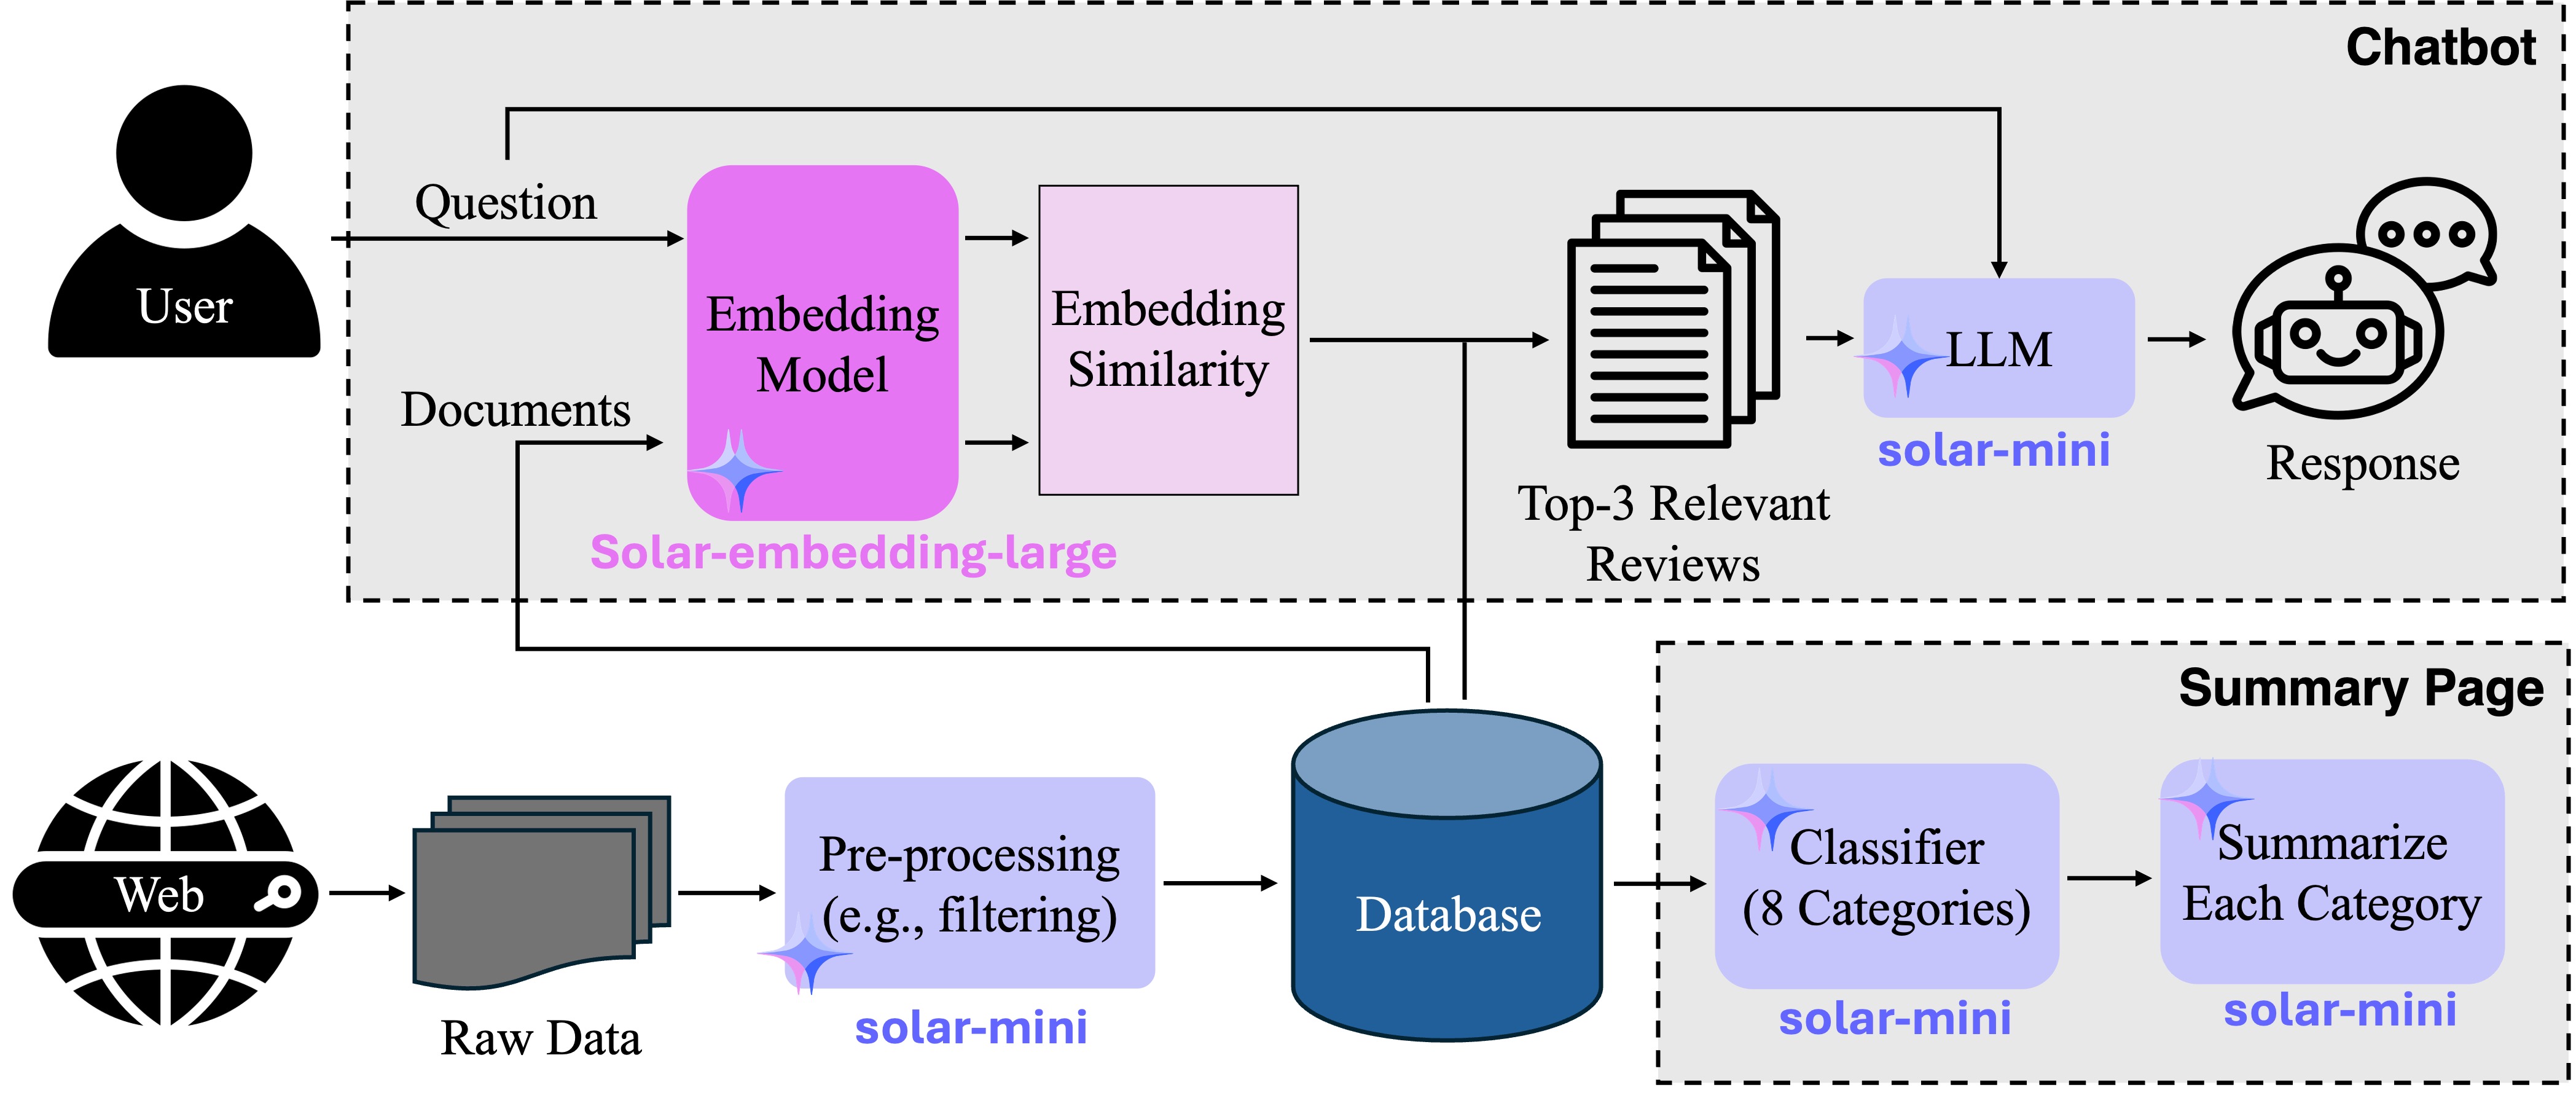 Chatbot
Question
User
Embedding
Model
Embedding
Similarity
LLM
Documents
solar-mini
Response
Top-3 Relevant
Reviews
Solar-embedding-large
Summary Page
Web
Pre-processing
(e.g., filtering)
Database
Classifier
(8 Categories)
Summarize
Each Category
Raw Data
solar-mini
solar-mini
solar-mini